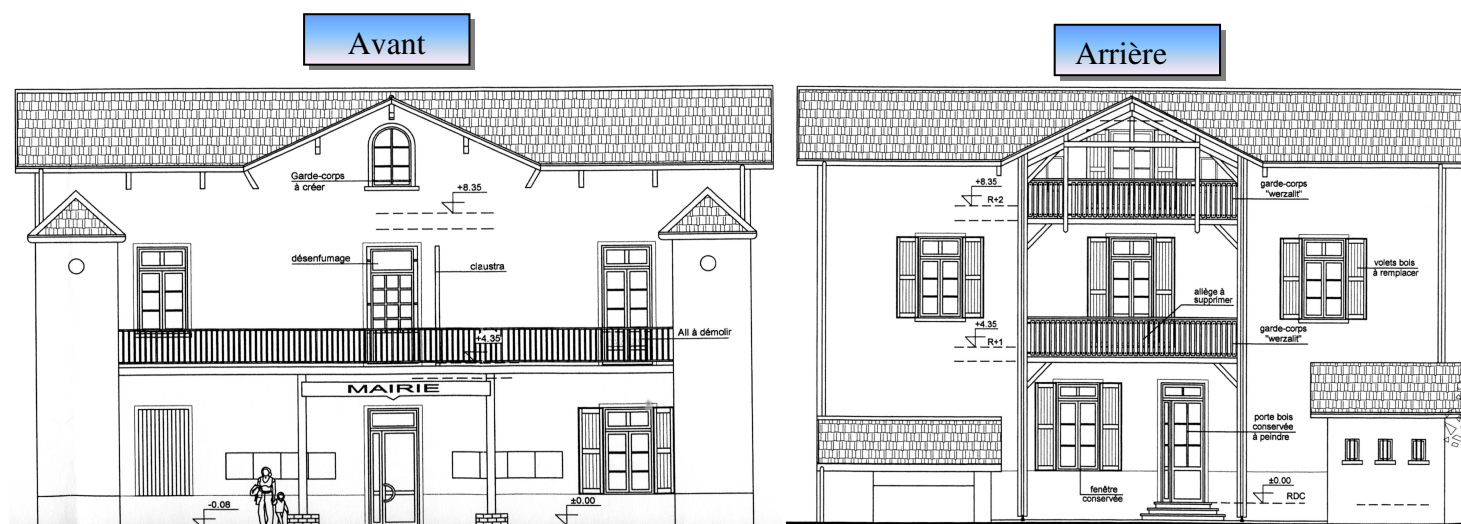 Avant
Garde-corps
à créer
+8.35
désenfumage
claustra
All à démolir
+4.35
MAIRIE
-0.08
±0.00
Arrière
+8.35
R+2
garde-corps
"werzalit"
volets bois
à remplacer
allège à
supprimer
+4.35
R+1
garde-corps
"werzalit"
porte bois
conservée
à peindre
fenêtre
conservée
±0.00
RDC